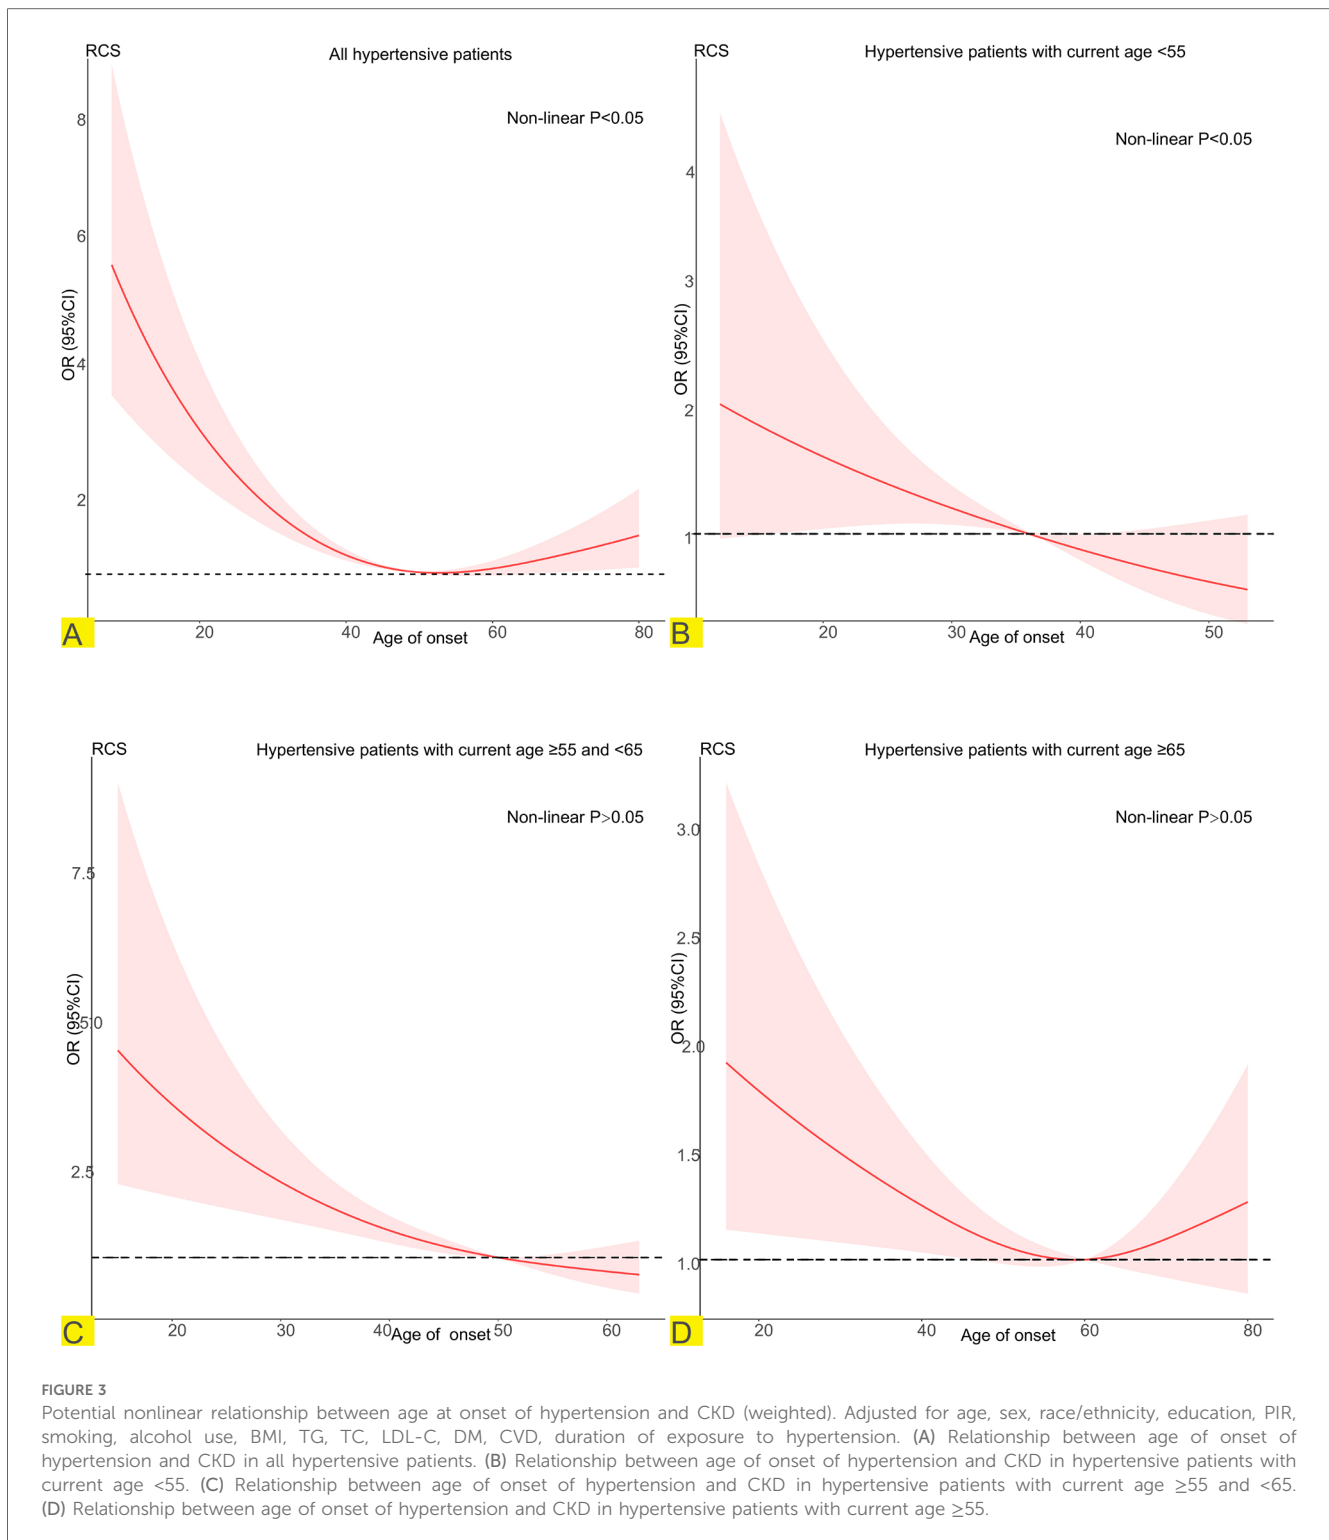 RCS
All hypertensive patients
Non-linear P<0.05
8
6
4
2
OR (95%CI)
20
40
60
80
Age of onset
A
RCS
Hypertensive patients with current age <55
Non-linear P<0.05
4
3
2
1
OR (95%CI)
20
30
40
50
Age of onset
B
RCS
Hypertensive patients with current age ≥55 and <65
Non-linear P>0.05
7.5
5.0
2.5
OR (95%CI)
20
30
40
50
60
Age of onset
C
RCS
Hypertensive patients with current age ≥65
Non-linear P>0.05
3.0
2.5
2.0
1.5
1.0
OR (95%CI)
20
40
60
80
Age of onset
D
FIGURE 3
Potential nonlinear relationship between age at onset of hypertension and CKD (weighted). Adjusted for age, sex, race/ethnicity, education, PIR,
smoking, alcohol use, BMI, TG, TC, LDL-C, DM, CVD, duration of exposure to hypertension. (A) Relationship between age of onset of
hypertension and CKD in all hypertensive patients. (B) Relationship between age of onset of hypertension and CKD in hypertensive patients with
current age <55. (C) Relationship between age of onset of hypertension and CKD in hypertensive patients with current age ≥55 and <65.
(D) Relationship between age of onset of hypertension and CKD in hypertensive patients with current age ≥55.